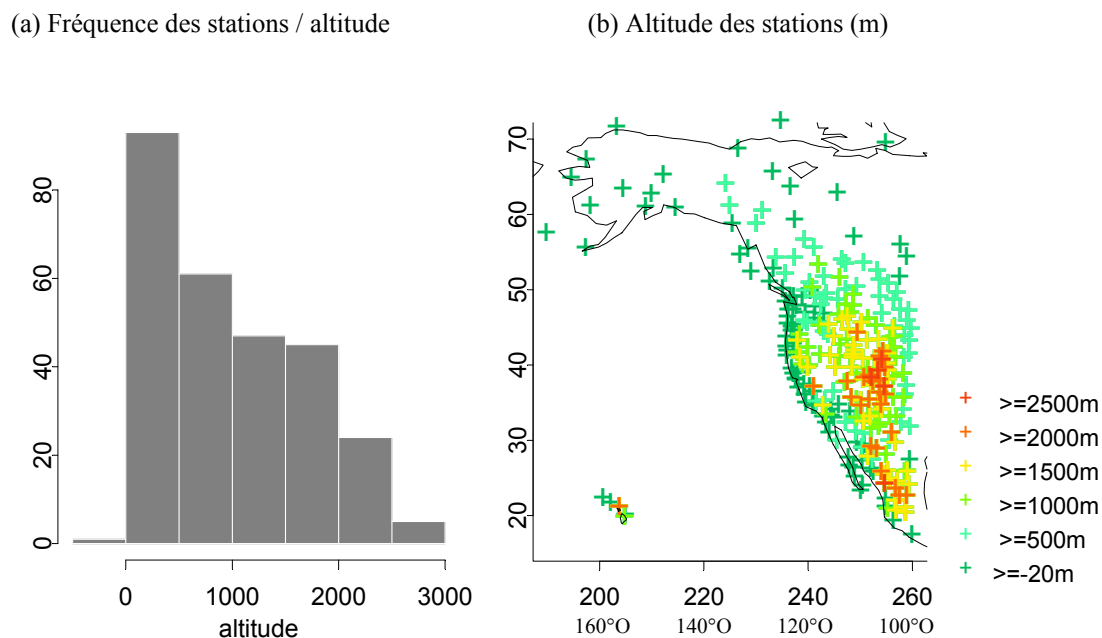 (a) Fréquence des stations / altitude
(b) Altitude des stations (m)
80
60
40
20
0
0 1000 2000 3000
altitude
70
60
50
40
30
20
200 220 240 260
160°O 140°O 120°O 100°O
>=2500m
>=2000m
>=1500m
>=1000m
>=500m
>=-20m